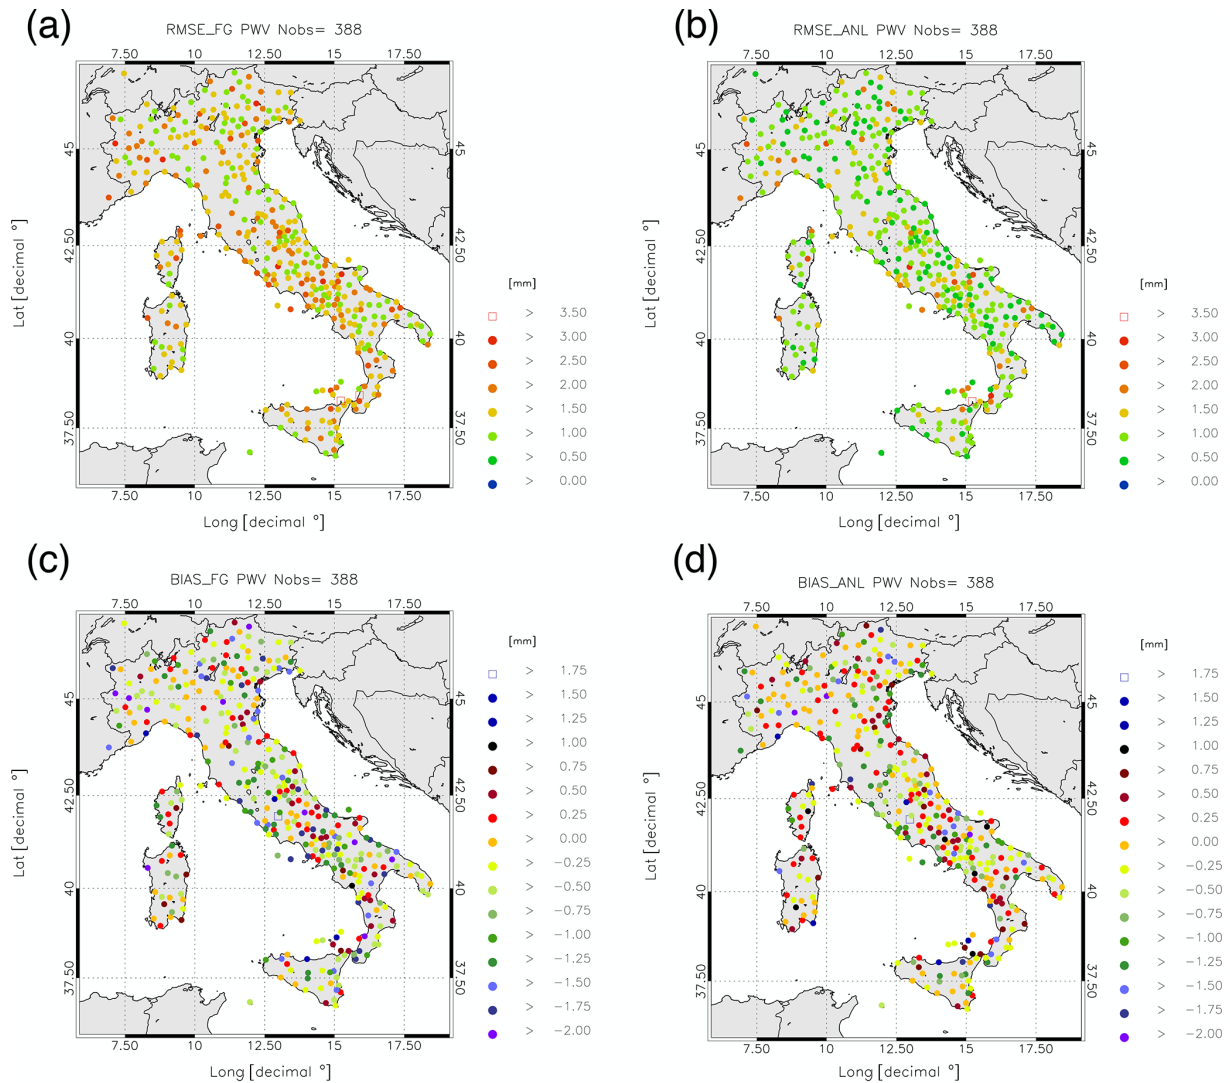 (a)
RMSE_FG PWV Nobs= 388
7.50 10 12.50 15 17.50
45 45
42.50 42.50
40 40
37.50 37.50
7.50 10 12.50 15 17.50
Long [decimal °]
Lat [decimal °]
[mm]
□ > 3.50
> 3.00
> 2.50
> 2.00
> 1.50
> 1.00
> 0.50
> 0.00
(b)
RMSE_ANL PWV Nobs= 388
7.50 10 12.50 15 17.50
45 45
42.50 42.50
40 40
37.50 37.50
7.50 10 12.50 15 17.50
Long [decimal °]
Lat [decimal °]
[mm]
□ > 3.50
> 3.00
> 2.50
> 2.00
> 1.50
> 1.00
> 0.50
> 0.00
(c)
BIAS_FG PWV Nobs= 388
7.50 10 12.50 15 17.50
45 45
42.50 42.50
40 40
37.50 37.50
7.50 10 12.50 15 17.50
Long [decimal °]
Lat [decimal °]
[mm]
□ > 1.75
> 1.50
> 1.25
> 1.00
> 0.75
> 0.50
> 0.25
> 0.00
> −0.25
> −0.50
> −0.75
> −1.00
> −1.25
> −1.50
> −1.75
> −2.00
(d)
BIAS_ANL PWV Nobs= 388
7.50 10 12.50 15 17.50
45 45
42.50 42.50
40 40
37.50 37.50
7.50 10 12.50 15 17.50
Long [decimal °]
Lat [decimal °]
[mm]
□ > 1.75
> 1.50
> 1.25
> 1.00
> 0.75
> 0.50
> 0.25
> 0.00
> −0.25
> −0.50
> −0.75
> −1.00
> −1.25
> −1.50
> −1.75
> −2.00